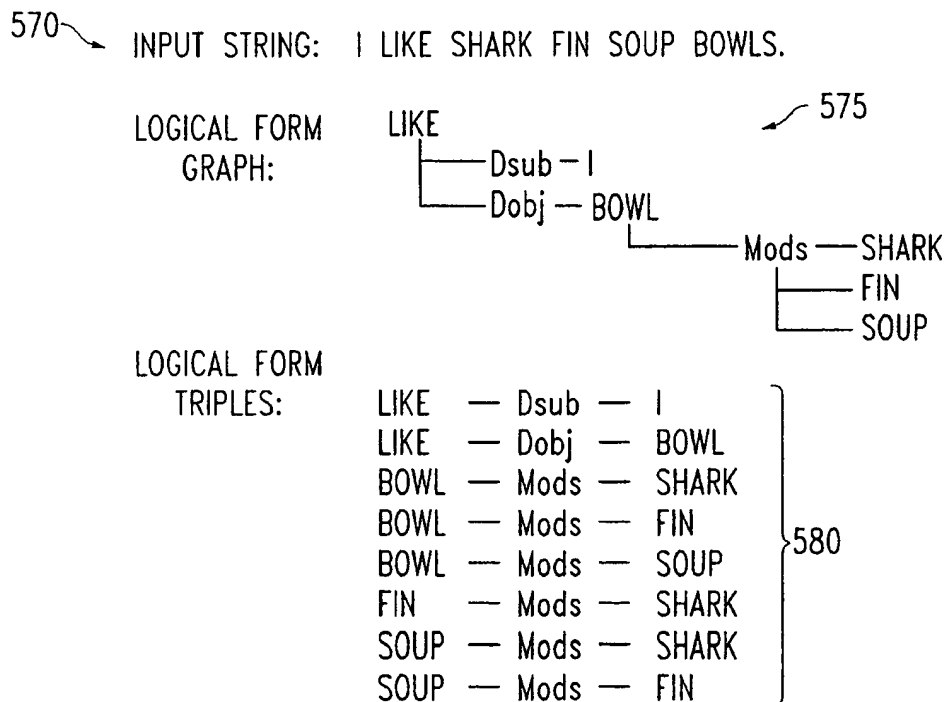 570
INPUT STRING: I LIKE SHARK FIN SOUP BOWLS.
575
LOGICAL FORM GRAPH:
LIKE
Dsub – I
Dobj – BOWL
Mods – SHARK
FIN
SOUP
LOGICAL FORM TRIPLES:
LIKE – Dsub – I
LIKE – Dobj – BOWL
BOWL – Mods – SHARK
BOWL – Mods – FIN
BOWL – Mods – SOUP
FIN – Mods – SHARK
SOUP – Mods – SHARK
SOUP – Mods – FIN
580